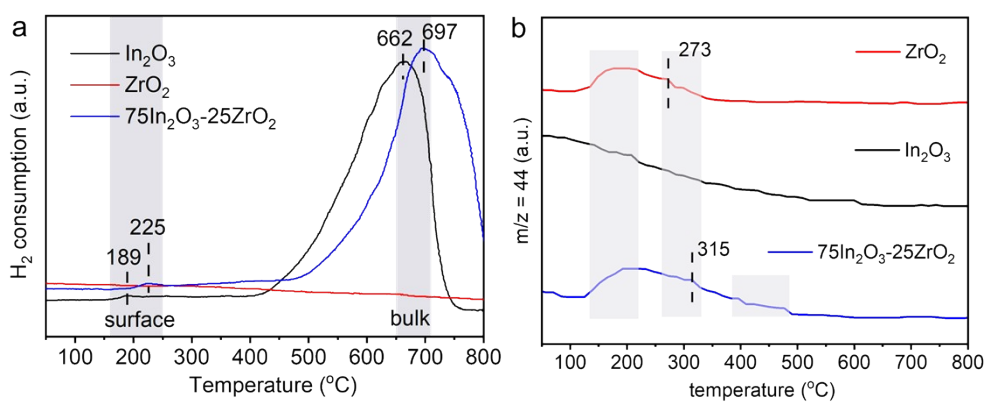 a
H₂ consumption (a.u.)
In₂O₃
ZrO₂
75In₂O₃-25ZrO₂
662
697
225
189
surface
bulk
100 200 300 400 500 600 700 800
Temperature (°C)
b
m/z = 44 (a.u.)
273
ZrO₂
In₂O₃
315
75In₂O₃-25ZrO₂
100 200 300 400 500 600 700 800
temperature (°C)